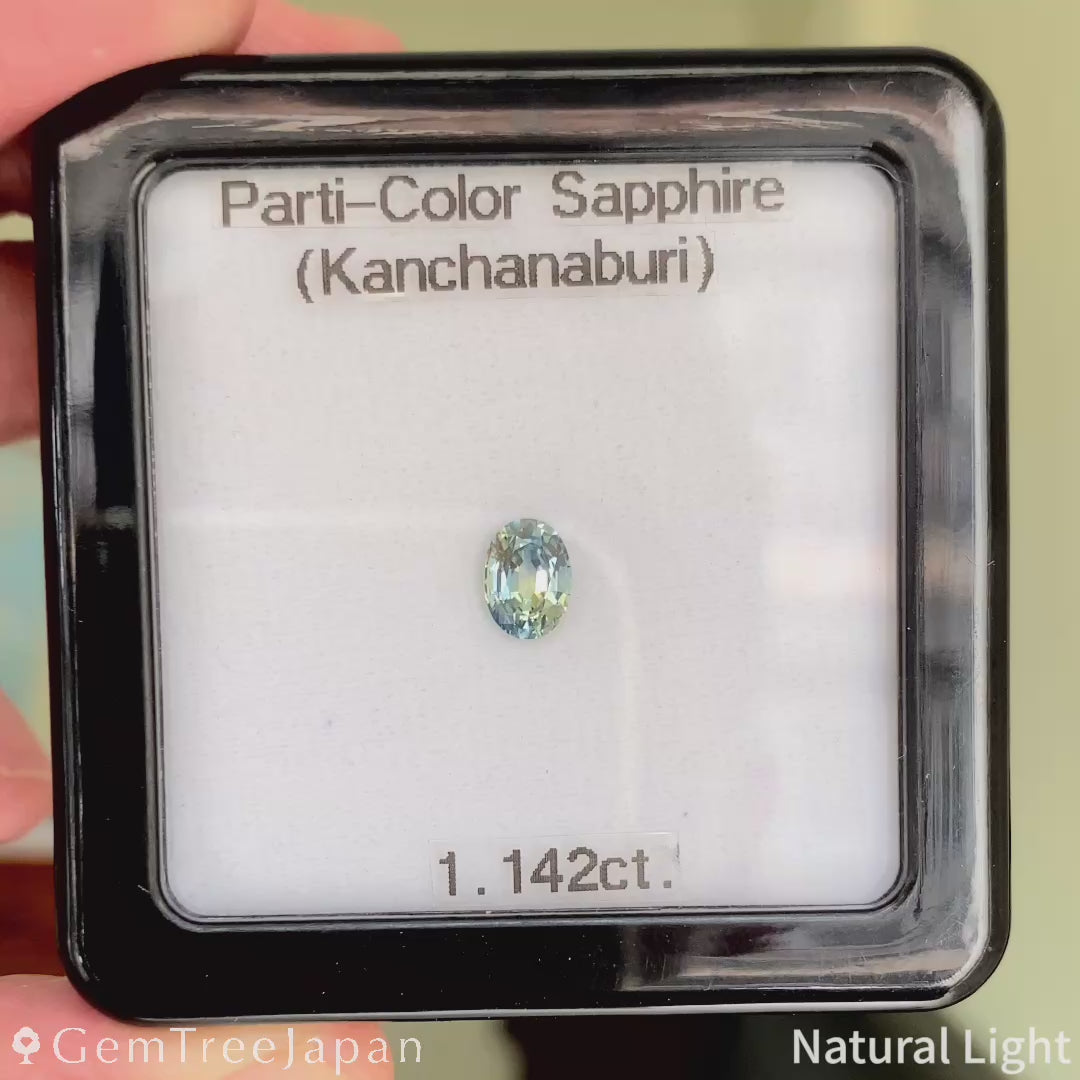 Parti-Color Sapphire
(Kanchanaburi)
1.142ct.
GemTreeJapan
Natural Light